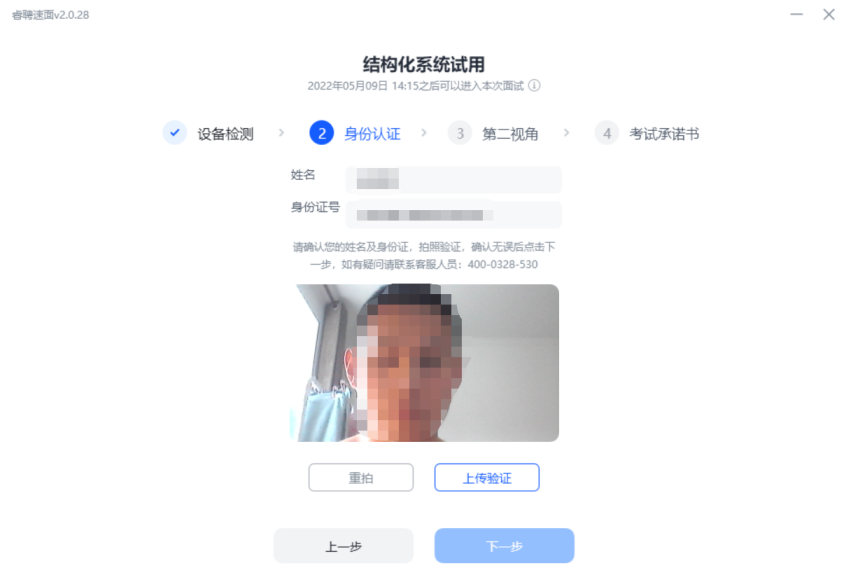 睿聘速面v2.0.28
结构化系统试用
2022年05月09日 14:15之后可以进入本次面试
设备检测
2 身份认证
3 第二视角
4 考试承诺书
姓名
身份证号
请确认您的姓名及身份证，拍照验证，确认无误后点击下
一步，如有疑问请联系客服人员：400-0328-530
重拍
上传验证
上一步
下一步